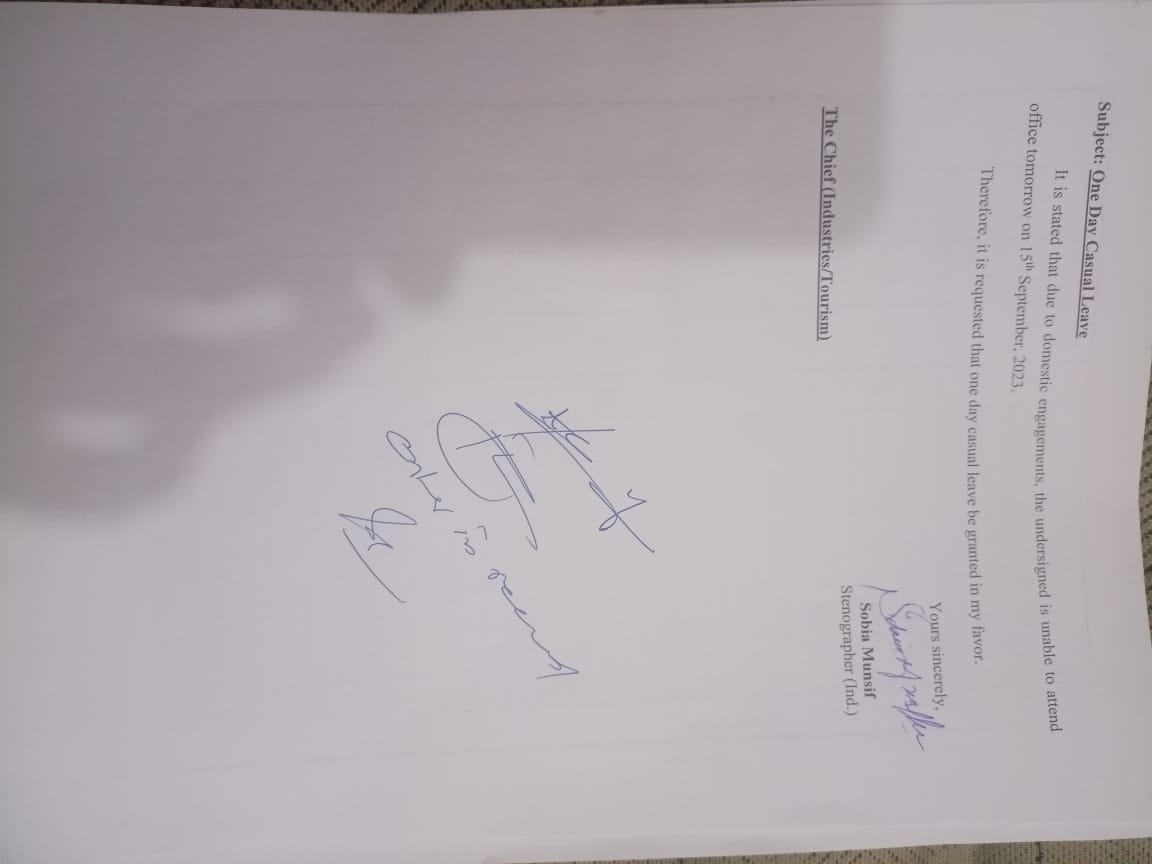 Subject: One Day Casual Leave
It is stated that due to domestic engagements, the undersigned is unable to attend
office tomorrow on 15th September, 2023.
Therefore, it is requested that one day casual leave be granted in my favor.
Yours sincerely,
Sobia Munsif
Stenographer (Ind.)
The Chief (Industries/Tourism)
in record